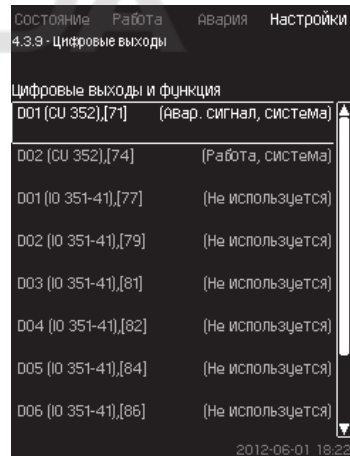 Состояние Работа Авария Настройки
4.3.9 - Цифровые выходы
Цифровые выходы и функция
DO1 (CU 352),[71] (Авар. сигнал, система)
DO2 (CU 352),[74] (Работа, система)
DO1 (IO 351-41),[77] (Не используется)
DO2 (IO 351-41),[79] (Не используется)
DO3 (IO 351-41),[81] (Не используется)
DO4 (IO 351-41),[82] (Не используется)
DO5 (IO 351-41),[84] (Не используется)
DO6 (IO 351-41),[86] (Не используется)
2012-06-01 18:22